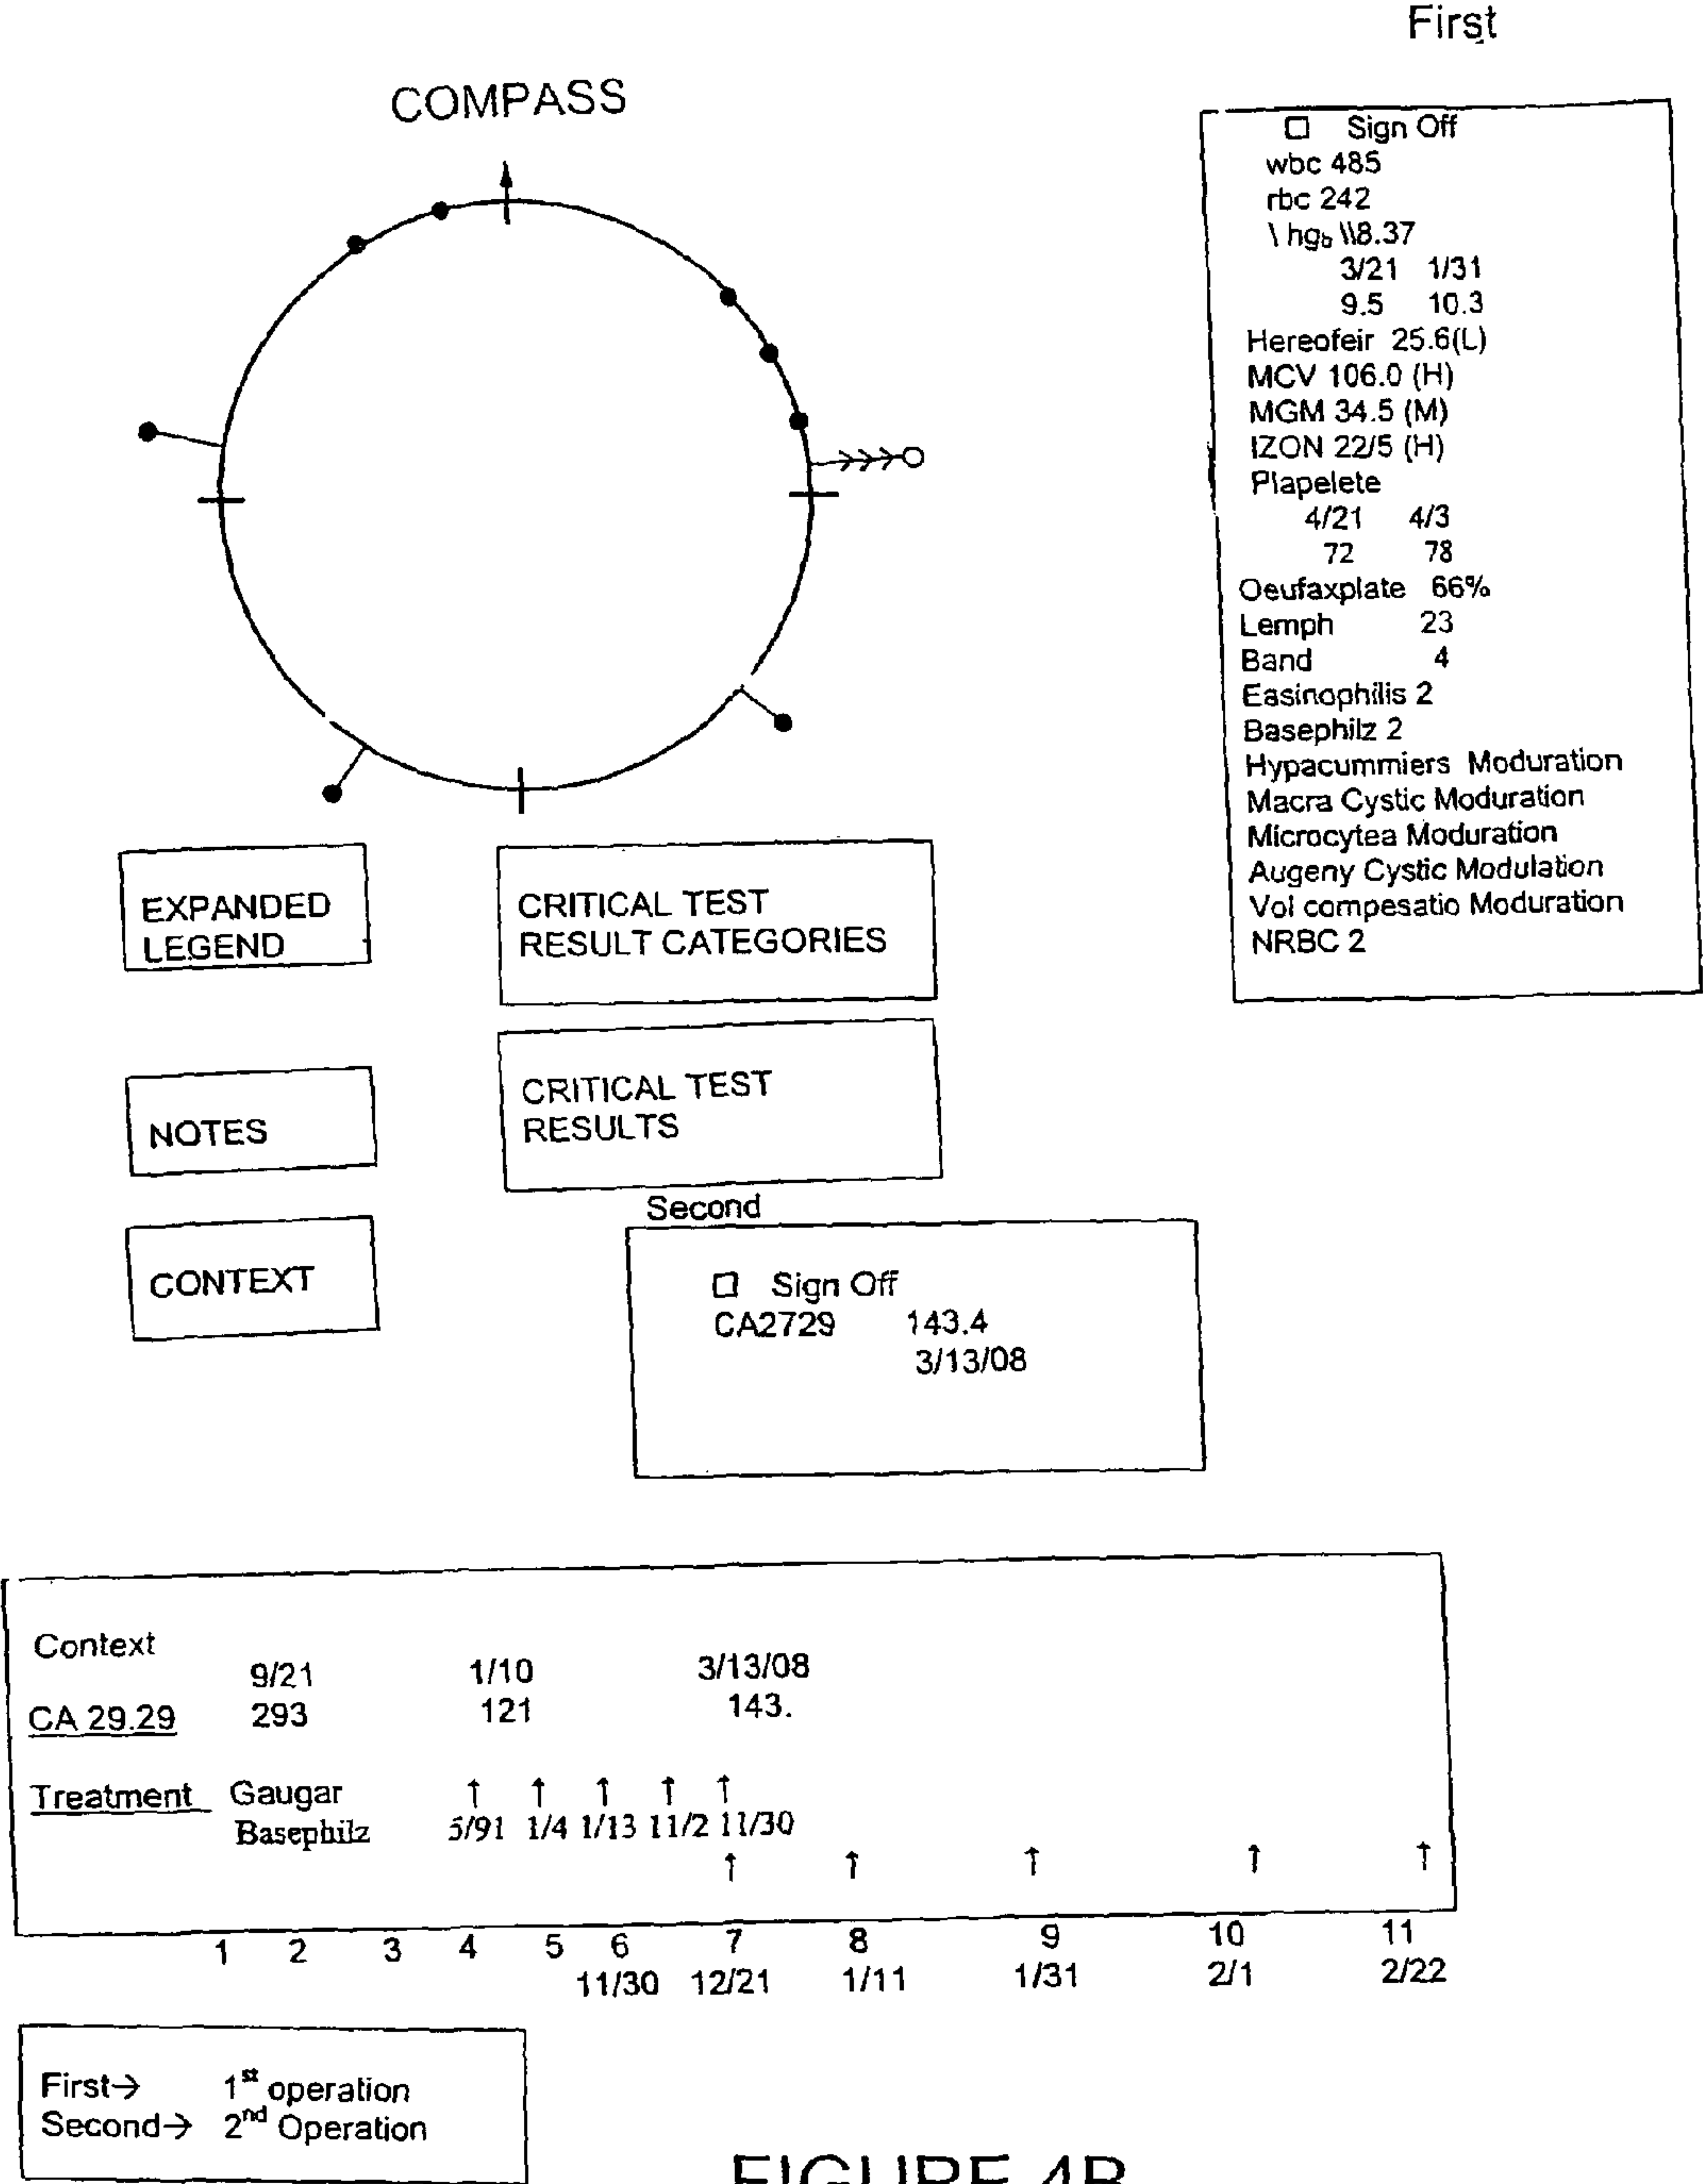 First
COMPASS
□ Sign Off
wbc 485
rbc 242
\ hgb \\8.37
3/21 1/31
9.5 10.3
Hereofeir 25.6(L)
MCV 106.0 (H)
MGM 34.5 (M)
IZON 22/5 (H)
Plapelete
4/21 4/3
72 78
Oeufaxplate 66%
Lemph 23
Band 4
Easinophilis 2
Basephilz 2
Hypacummiers Moduration
Macra Cystic Moduration
Microcytea Moduration
Augeny Cystic Modulation
Vol compesatio Moduration
NRBC 2
EXPANDED
LEGEND
CRITICAL TEST
RESULT CATEGORIES
NOTES
CRITICAL TEST
RESULTS
CONTEXT
Second
□ Sign Off
CA2729 143.4
3/13/08
Context
9/21 1/10 3/13/08
CA 29.29 293 121 143.
Treatment Gaugar ↑ ↑ ↑ ↑ ↑
Basephilz 5/91 1/4 1/13 11/2 11/30
↑ ↑ ↑ ↑ ↑
1 2 3 4 5 6 7 8 9 10 11
11/30 12/21 1/11 1/31 2/1 2/22
First→ 1st operation
Second→ 2nd Operation
FIGURE 4B